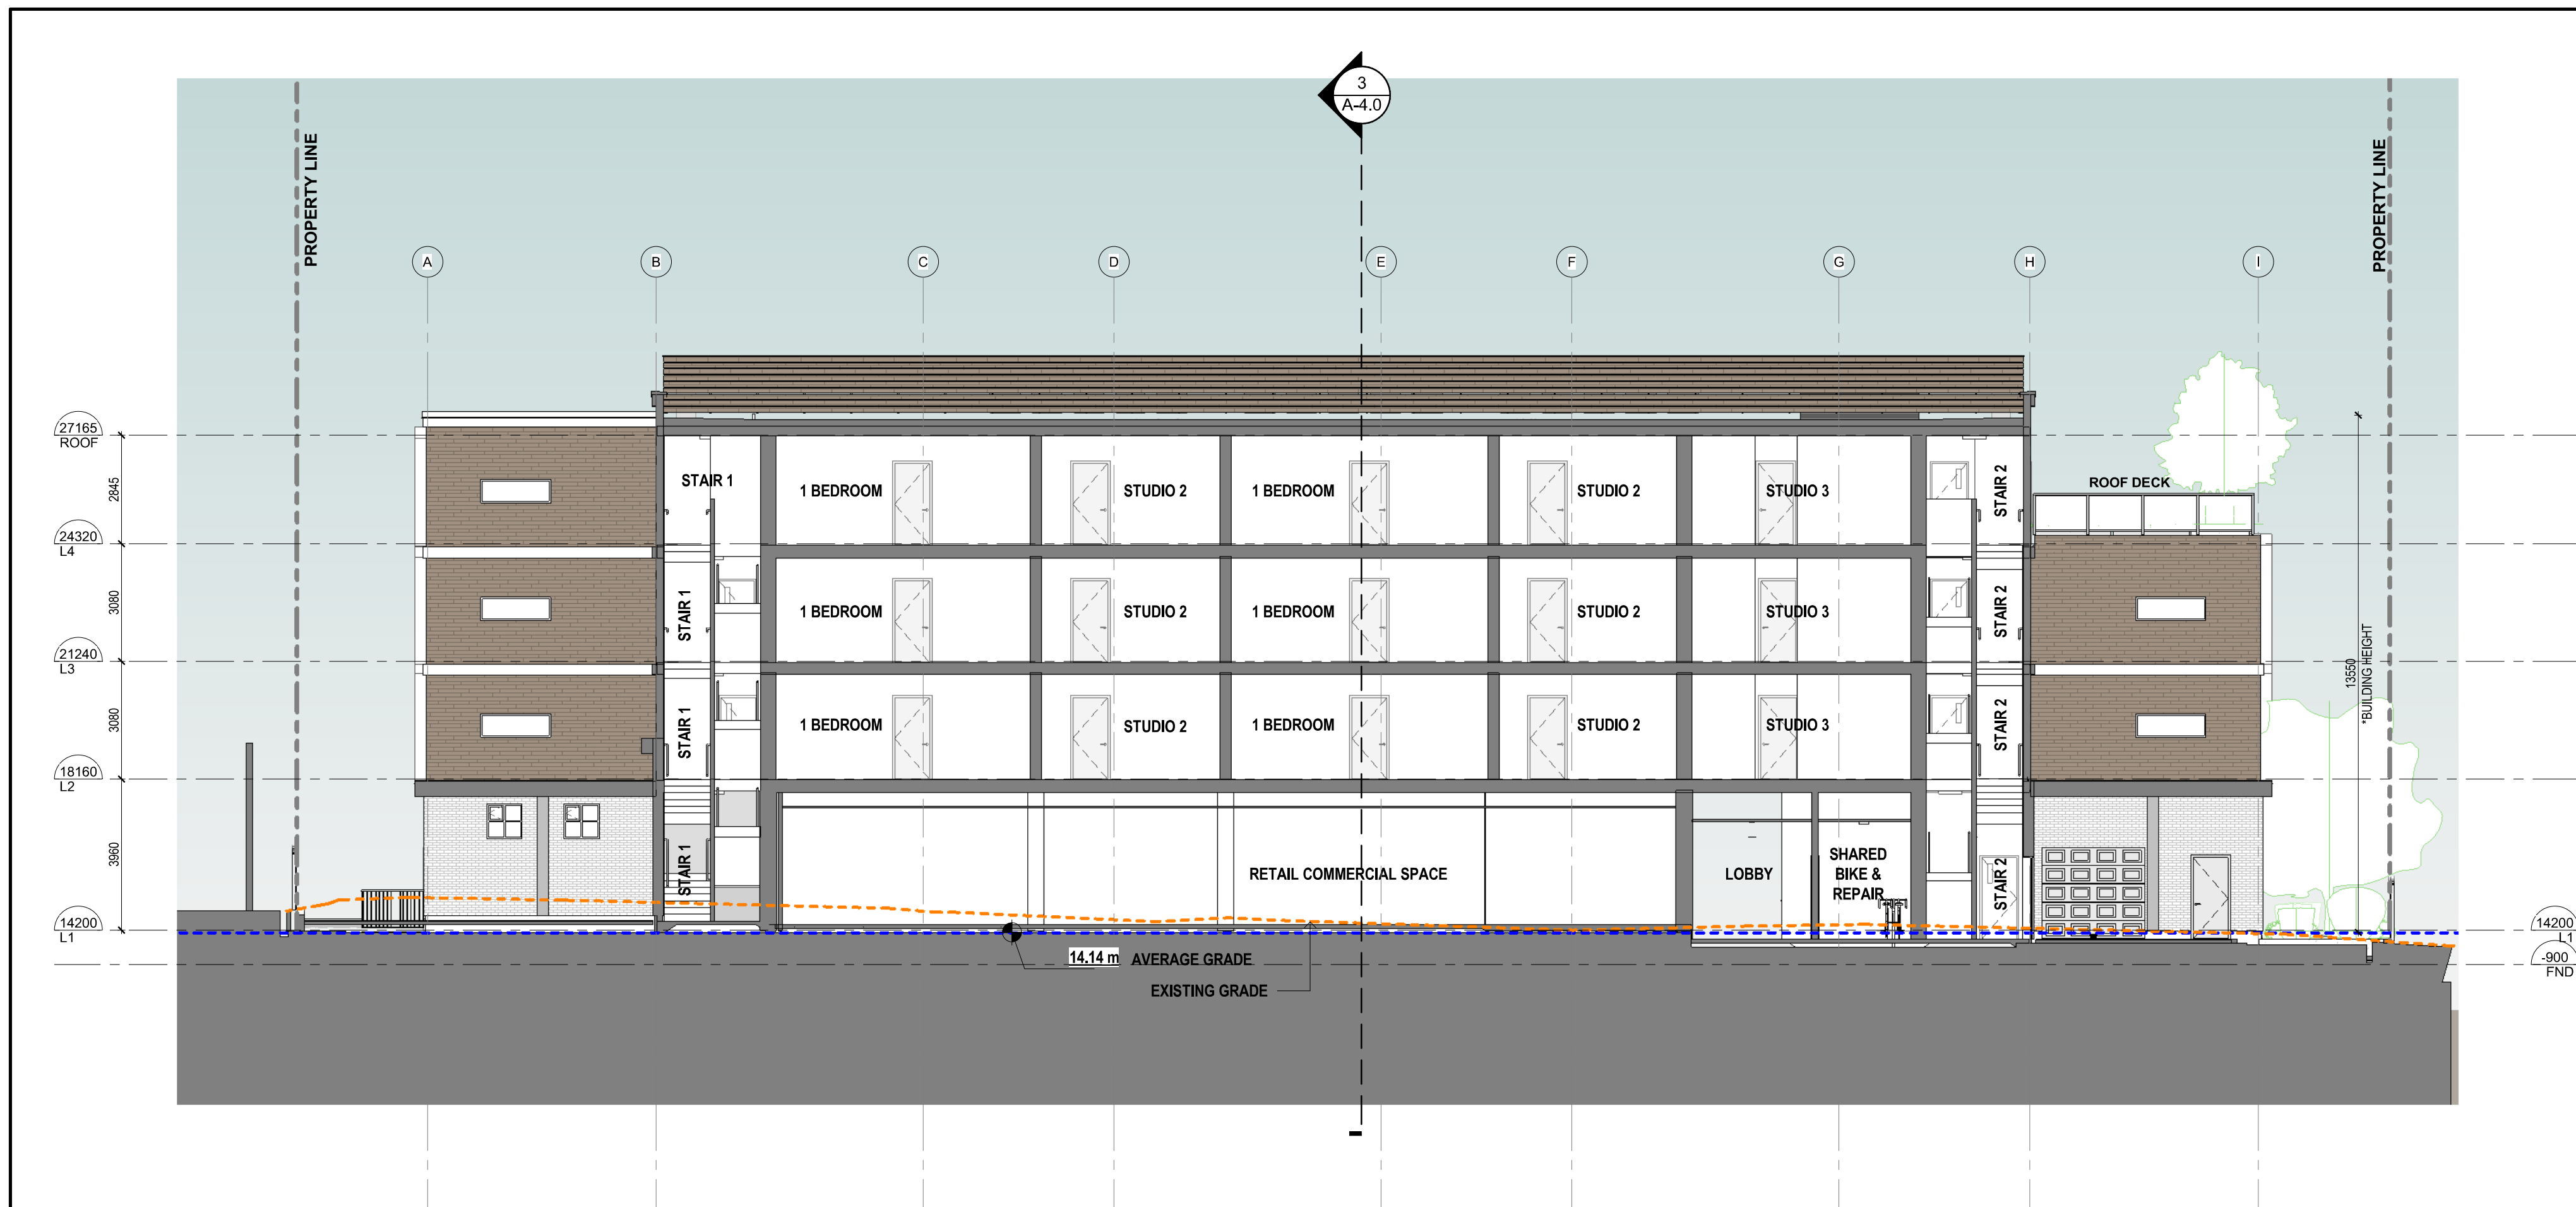 3
A-4.0
PROPERTY LINE
PROPERTY LINE
A
B
C
D
E
F
G
H
I
27165
ROOF
2845
24320
L4
3080
21240
L3
3080
18160
L2
3960
14200
L1
STAIR 1
1 BEDROOM
STUDIO 2
1 BEDROOM
STUDIO 2
STUDIO 3
STAIR 2
ROOF DECK
STAIR 1
1 BEDROOM
STUDIO 2
1 BEDROOM
STUDIO 2
STUDIO 3
STAIR 2
STAIR 1
1 BEDROOM
STUDIO 2
1 BEDROOM
STUDIO 2
STUDIO 3
STAIR 2
13550
*BUILDING HEIGHT
STAIR 1
RETAIL COMMERCIAL SPACE
LOBBY
SHARED
BIKE &
REPAIR
STAIR 2
14200
L1
-900
FND
14.14 m AVERAGE GRADE
EXISTING GRADE